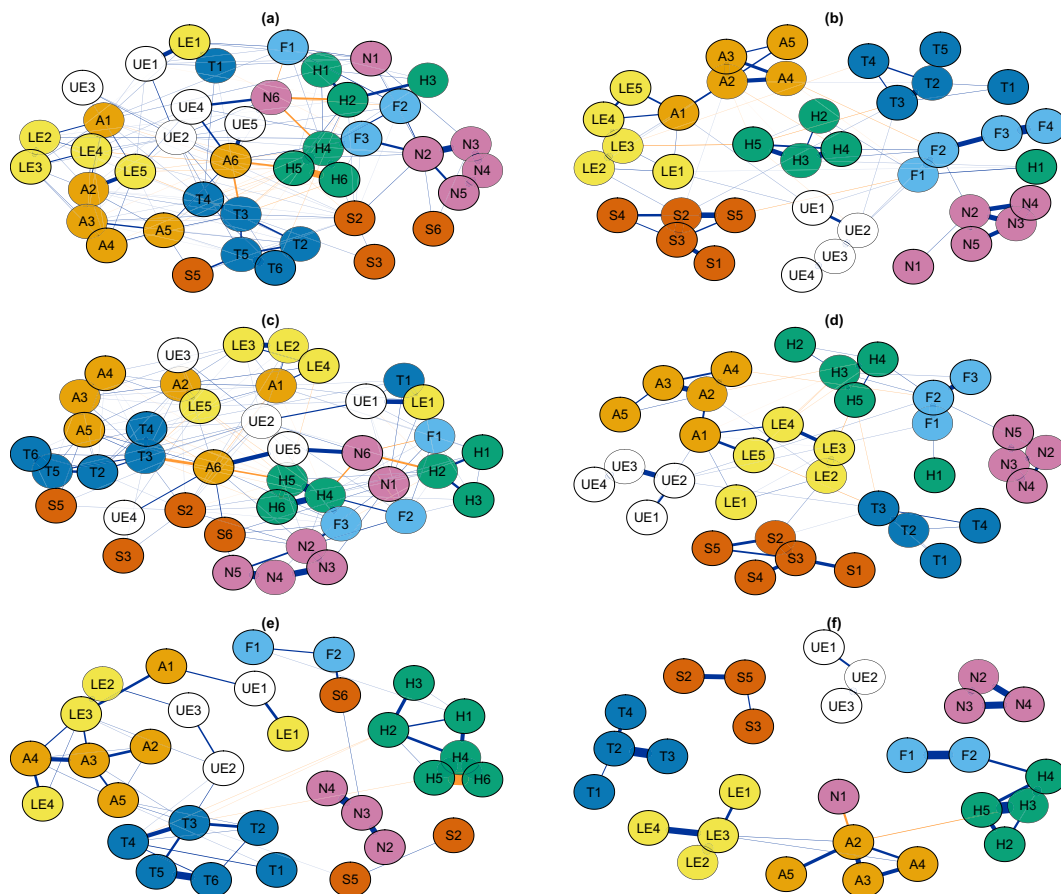 (a)
LE1
UE1
T1
F1
N1
H1
H3
UE3
N6
H2
UE4
F2
A1
UE5
LE2
UE2
F3
LE4
H4
N2
N3
LE3
A6
LE5
H5
N4
A2
H6
N5
T4
A3
T3
S2
A5
S6
A4
T5
T2
S5
T6
S3
(b)
A3
A5
T5
T4
A2
A4
T2
LE5
T1
T3
A1
H2
LE4
F3
F4
LE3
H5
H3
H4
F2
LE2
LE1
F1
H1
S4
S2
S5
UE1
N2
N4
S3
UE2
N3
N5
S1
UE3
UE4
N1
(c)
LE3
LE2
UE3
LE4
A4
A2
A1
T1
A3
LE5
UE1
LE1
T4
UE2
A5
F1
T6
T3
UE5
N6
H1
T5
T2
A6
H2
H5
N1
H4
H3
S5
H6
UE4
S2
F3
F2
S6
S3
N2
N5
N4
N3
(d)
H2
H4
A4
H3
A3
F3
A2
H5
F2
A5
F1
LE4
N5
A1
LE3
N2
LE5
UE3
N3
LE2
H1
UE4
UE2
N4
LE1
UE1
T3
T4
S2
T2
S5
S3
T1
S4
S1
(e)
F1
F2
A1
LE2
UE1
S6
H3
LE3
UE3
H1
H2
LE1
A2
A4
A3
H4
UE2
H5
H6
N4
LE4
A5
N3
T3
T2
T4
N2
S2
T5
T6
T1
S5
(f)
UE1
S2
S5
UE2
N2
UE3
N3
N4
T4
S3
T2
T3
F1
F2
H4
T1
LE1
N1
H5
H3
LE4
LE3
A2
H2
LE2
A4
A5
A3